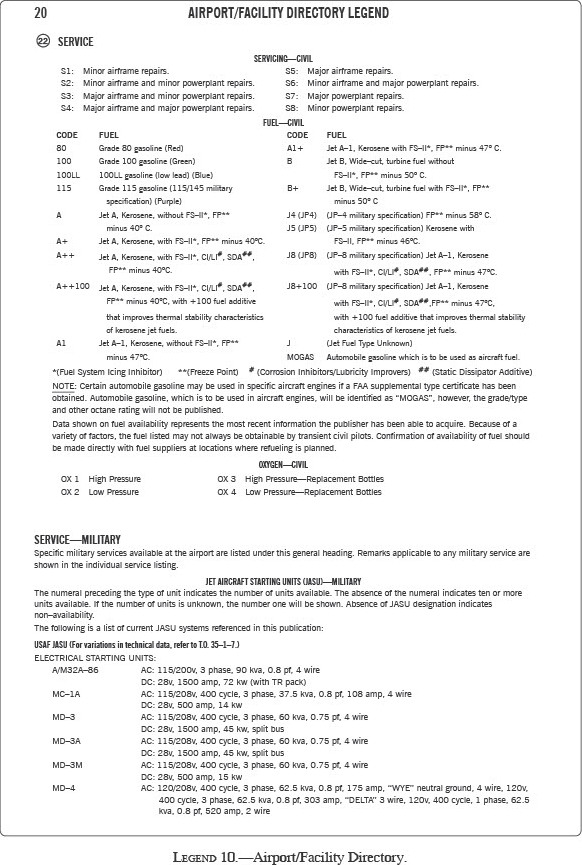 20 AIRPORT/FACILITY DIRECTORY LEGEND
㉒ SERVICE
SERVICING—CIVIL
S1: Minor airframe repairs. S5: Major airframe repairs.
S2: Minor airframe and minor powerplant repairs. S6: Minor airframe and major powerplant repairs.
S3: Major airframe and minor powerplant repairs. S7: Major powerplant repairs.
S4: Major airframe and major powerplant repairs. S8: Minor powerplant repairs.
FUEL—CIVIL
CODE FUEL CODE FUEL
80 Grade 80 gasoline (Red) A1+ Jet A–1, Kerosene with FS–II*, FP** minus 47° C.
100 Grade 100 gasoline (Green) B Jet B, Wide–cut, turbine fuel without
100LL 100LL gasoline (low lead) (Blue) FS–II*, FP** minus 50° C.
115 Grade 115 gasoline (115/145 military B+ Jet B, Wide–cut, turbine fuel with FS–II*, FP**
specification) (Purple) minus 50° C
A Jet A, Kerosene, without FS–II*, FP** J4 (JP4) (JP–4 military specification) FP** minus 58° C.
minus 40° C. J5 (JP5) (JP–5 military specification) Kerosene with
A+ Jet A, Kerosene, with FS–II*, FP** minus 40°C. FS–II, FP** minus 46°C.
A++ Jet A, Kerosene, with FS–II*, CI/LI#, SDA##, J8 (JP8) (JP–8 military specification) Jet A–1, Kerosene
FP** minus 40°C. with FS–II*, CI/LI#, SDA##, FP** minus 47°C.
A++100 Jet A, Kerosene, with FS–II*, CI/LI#, SDA##, J8+100 (JP–8 military specification) Jet A–1, Kerosene
FP** minus 40°C, with +100 fuel additive with FS–II*, CI/LI#, SDA##,FP** minus 47°C,
that improves thermal stability characteristics with +100 fuel additive that improves thermal stability
of kerosene jet fuels. characteristics of kerosene jet fuels.
A1 Jet A–1, Kerosene, without FS–II*, FP** J (Jet Fuel Type Unknown)
minus 47°C. MOGAS Automobile gasoline which is to be used as aircraft fuel.
*(Fuel System Icing Inhibitor) **(Freeze Point) # (Corrosion Inhibitors/Lubricity Improvers) ## (Static Dissipator Additive)
NOTE: Certain automobile gasoline may be used in specific aircraft engines if a FAA supplemental type certificate has been
obtained. Automobile gasoline, which is to be used in aircraft engines, will be identified as “MOGAS”, however, the grade/type
and other octane rating will not be published.
Data shown on fuel availability represents the most recent information the publisher has been able to acquire. Because of a
variety of factors, the fuel listed may not always be obtainable by transient civil pilots. Confirmation of availability of fuel should
be made directly with fuel suppliers at locations where refueling is planned.
OXYGEN—CIVIL
OX 1 High Pressure OX 3 High Pressure—Replacement Bottles
OX 2 Low Pressure OX 4 Low Pressure—Replacement Bottles
SERVICE—MILITARY
Specific military services available at the airport are listed under this general heading. Remarks applicable to any military service are
shown in the individual service listing.
JET AIRCRAFT STARTING UNITS (JASU)—MILITARY
The numeral preceding the type of unit indicates the number of units available. The absence of the numeral indicates ten or more
units available. If the number of units is unknown, the number one will be shown. Absence of JASU designation indicates
non–availability.
The following is a list of current JASU systems referenced in this publication:
USAF JASU (For variations in technical data, refer to T.O. 35–1–7.)
ELECTRICAL STARTING UNITS:
A/M32A–86 AC: 115/200v, 3 phase, 90 kva, 0.8 pf, 4 wire
DC: 28v, 1500 amp, 72 kw (with TR pack)
MC–1A AC: 115/208v, 400 cycle, 3 phase, 37.5 kva, 0.8 pf, 108 amp, 4 wire
DC: 28v, 500 amp, 14 kw
MD–3 AC: 115/208v, 400 cycle, 3 phase, 60 kva, 0.75 pf, 4 wire
DC: 28v, 1500 amp, 45 kw, split bus
MD–3A AC: 115/208v, 400 cycle, 3 phase, 60 kva, 0.75 pf, 4 wire
DC: 28v, 1500 amp, 45 kw, split bus
MD–3M AC: 115/208v, 400 cycle, 3 phase, 60 kva, 0.75 pf, 4 wire
DC: 28v, 500 amp, 15 kw
MD–4 AC: 120/208v, 400 cycle, 3 phase, 62.5 kva, 0.8 pf, 175 amp, “WYE” neutral ground, 4 wire, 120v,
400 cycle, 3 phase, 62.5 kva, 0.8 pf, 303 amp, “DELTA” 3 wire, 120v, 400 cycle, 1 phase, 62.5
kva, 0.8 pf, 520 amp, 2 wire
LEGEND 10.—Airport/Facility Directory.